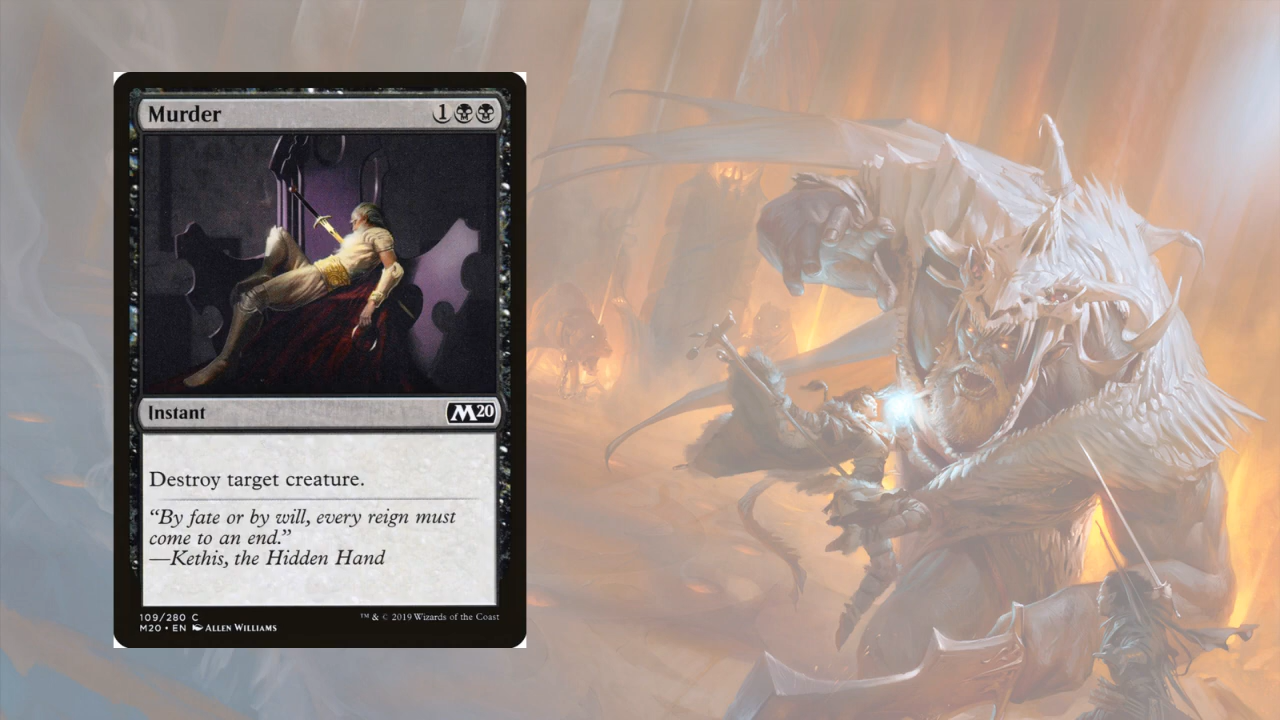 Murder 1
Instant M20
Destroy target creature.
“By fate or by will, every reign must
come to an end.”
—Kethis, the Hidden Hand
109/280 C ™ & © 2019 Wizards of the Coast
M20 • EN ALLEN WILLIAMS